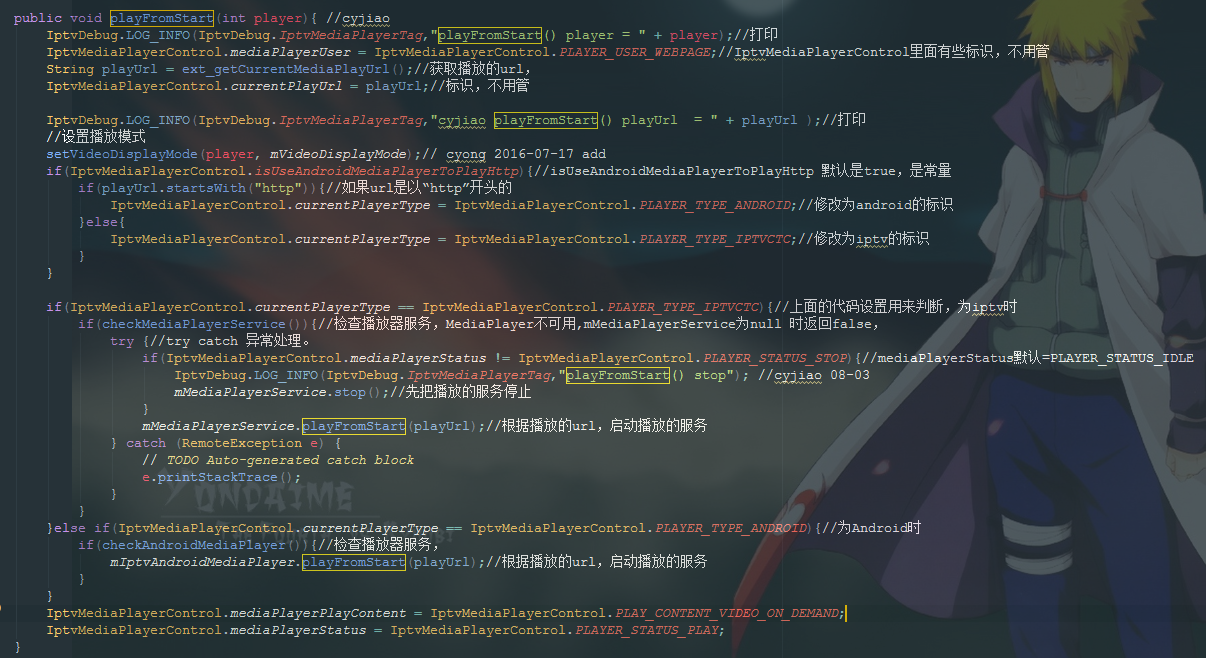 public void playFromStart(int player){ //cyjiao
IptvDebug.LOG_INFO(IptvDebug.IptvMediaPlayerTag,"playFromStart() player = " + player);//打印
IptvMediaPlayerControl.mediaPlayerUser = IptvMediaPlayerControl.PLAYER_USER_WEBPAGE;//IptvMediaPlayerControl里面有些标识，不用管
String playUrl = ext_getCurrentMediaPlayUrl();//获取播放的url，
IptvMediaPlayerControl.currentPlayUrl = playUrl;//标识，不用管
IptvDebug.LOG_INFO(IptvDebug.IptvMediaPlayerTag,"cyjiao playFromStart() playUrl  = " + playUrl );//打印
//设置播放模式
setVideoDisplayMode(player, mVideoDisplayMode);// cyong 2016-07-17 add
if(IptvMediaPlayerControl.isUseAndroidMediaPlayerToPlayHttp){//isUseAndroidMediaPlayerToPlayHttp 默认是true，是常量
if(playUrl.startsWith("http")){//如果url是以“http”开头的
IptvMediaPlayerControl.currentPlayerType = IptvMediaPlayerControl.PLAYER_TYPE_ANDROID;//修改为android的标识
}else{
IptvMediaPlayerControl.currentPlayerType = IptvMediaPlayerControl.PLAYER_TYPE_IPTVCTC;//修改为iptv的标识
}
}
if(IptvMediaPlayerControl.currentPlayerType == IptvMediaPlayerControl.PLAYER_TYPE_IPTVCTC){//上面的代码设置用来判断，为iptv时
if(checkMediaPlayerService()){//检查播放器服务，MediaPlayer不可用,mMediaPlayerService为null 时返回false，
try {//try catch 异常处理。
if(IptvMediaPlayerControl.mediaPlayerStatus != IptvMediaPlayerControl.PLAYER_STATUS_STOP){//mediaPlayerStatus默认=PLAYER_STATUS_IDLE
IptvDebug.LOG_INFO(IptvDebug.IptvMediaPlayerTag,"playFromStart() stop"); //cyjiao 08-03
mMediaPlayerService.stop();//先把播放的服务停止
}
mMediaPlayerService.playFromStart(playUrl);//根据播放的url，启动播放的服务
} catch (RemoteException e) {
// TODO Auto-generated catch block
e.printStackTrace();
}
}
}else if(IptvMediaPlayerControl.currentPlayerType == IptvMediaPlayerControl.PLAYER_TYPE_ANDROID){//为Android时
if(checkAndroidMediaPlayer()){//检查播放器服务，
mIptvAndroidMediaPlayer.playFromStart(playUrl);//根据播放的url，启动播放的服务
}
}
IptvMediaPlayerControl.mediaPlayerPlayContent = IptvMediaPlayerControl.PLAY_CONTENT_VIDEO_ON_DEMAND;
IptvMediaPlayerControl.mediaPlayerStatus = IptvMediaPlayerControl.PLAYER_STATUS_PLAY;
}
YONDAIME